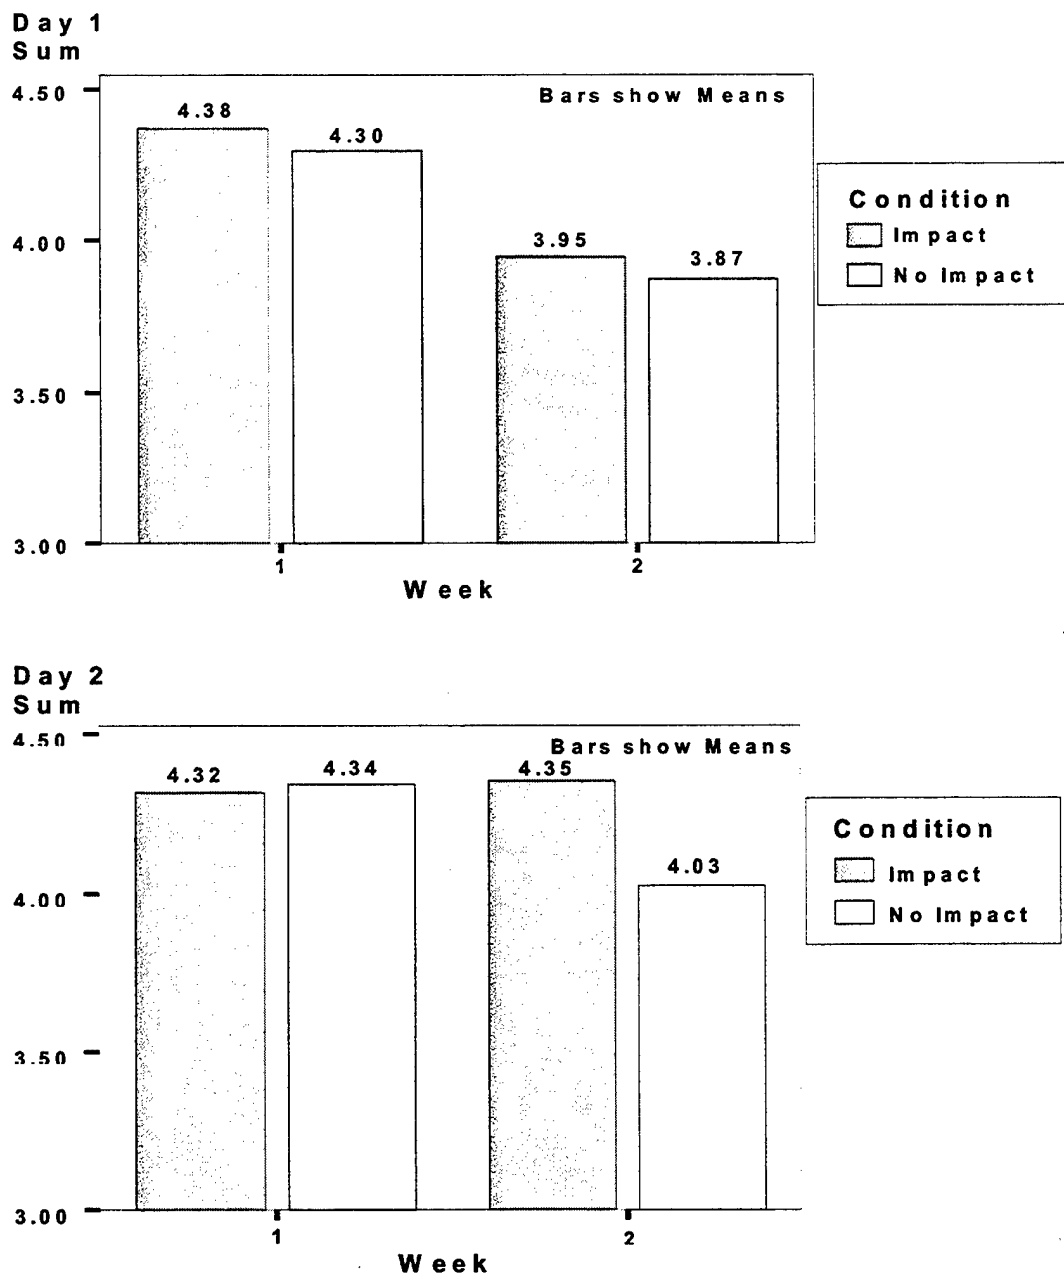 Day 1
Sum
4.50
Bars show Means
4.38
4.30
Condition
Impact
4.00
3.95
3.87
No Impact
3.50
3.00
1
2
Week
Day 2
Sum
4.50
Bars show Means
4.32
4.34
4.35
Condition
4.03
Impact
4.00
No Impact
3.50
3.00
1
2
Week